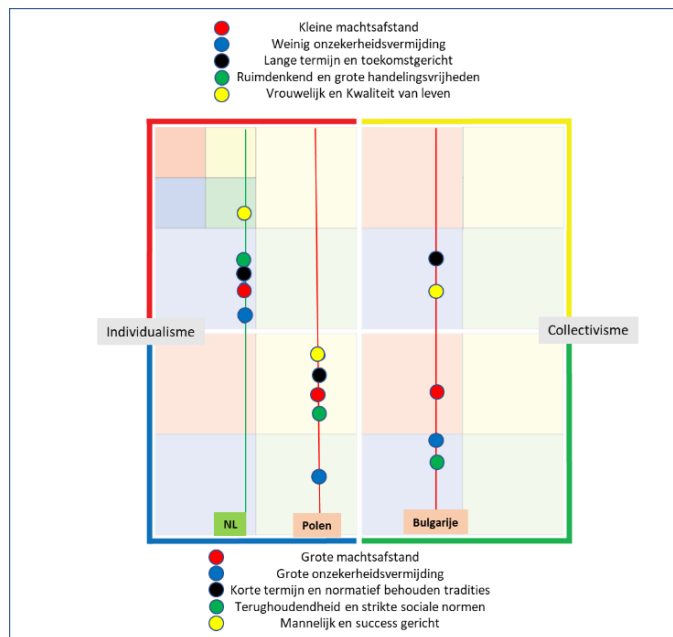 Kleine machtsafstand
Weinig onzekerheidsvermijding
Lange termijn en toekomstgericht
Ruimdenkend en grote handelingsvrijheden
Vrouwelijk en Kwaliteit van leven
Individualisme
Collectivisme
NL
Polen
Bulgarije
Grote machtsafstand
Grote onzekerheidsvermijding
Korte termijn en normatief behouden tradities
Terughoudendheid en strikte sociale normen
Mannelijk en success gericht